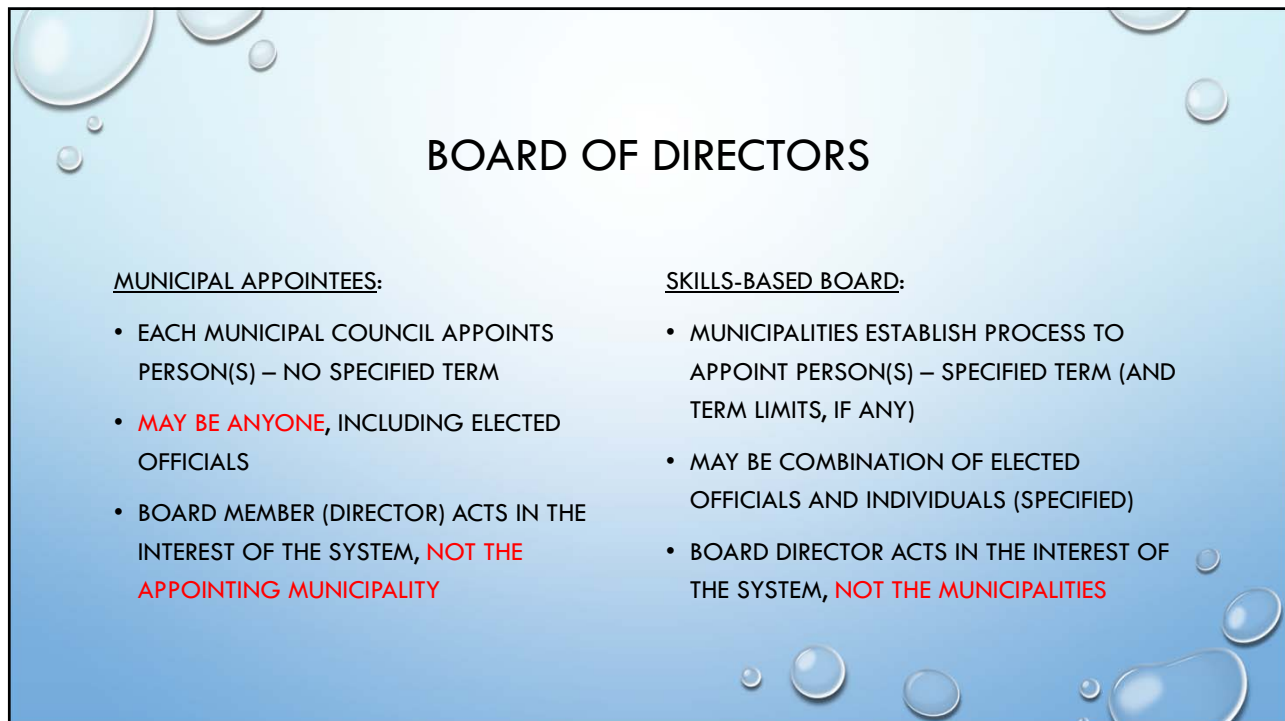 BOARD OF DIRECTORS
MUNICIPAL APPOINTEES:
• EACH MUNICIPAL COUNCIL APPOINTS
PERSON(S) – NO SPECIFIED TERM
• MAY BE ANYONE, INCLUDING ELECTED
OFFICIALS
• BOARD MEMBER (DIRECTOR) ACTS IN THE
INTEREST OF THE SYSTEM, NOT THE
APPOINTING MUNICIPALITY
SKILLS-BASED BOARD:
• MUNICIPALITIES ESTABLISH PROCESS TO
APPOINT PERSON(S) – SPECIFIED TERM (AND
TERM LIMITS, IF ANY)
• MAY BE COMBINATION OF ELECTED
OFFICIALS AND INDIVIDUALS (SPECIFIED)
• BOARD DIRECTOR ACTS IN THE INTEREST OF
THE SYSTEM, NOT THE MUNICIPALITIES